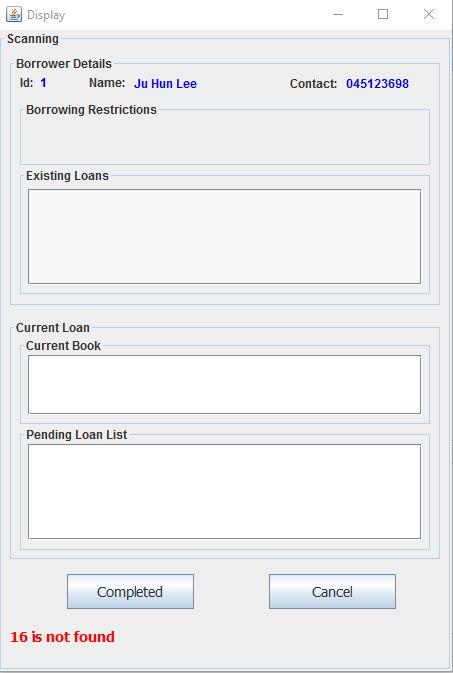 Display
Scanning
Borrower Details
Id: 1 Name: Ju Hun Lee Contact: 045123698
Borrowing Restrictions
Existing Loans
Current Loan
Current Book
Pending Loan List
Completed Cancel
16 is not found